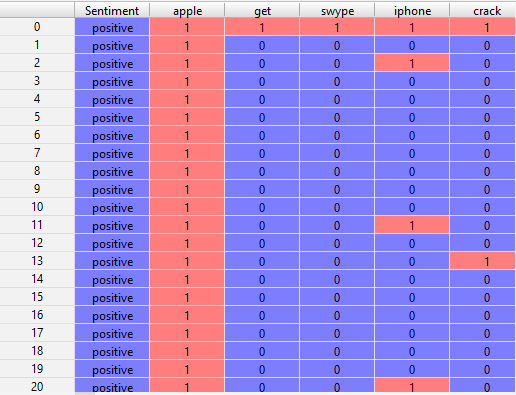 Sentiment apple get swype iphone crack
0 positive 1 1 1 1 1
1 positive 1 0 0 0 0
2 positive 1 0 0 1 0
3 positive 1 0 0 0 0
4 positive 1 0 0 0 0
5 positive 1 0 0 0 0
6 positive 1 0 0 0 0
7 positive 1 0 0 0 0
8 positive 1 0 0 0 0
9 positive 1 0 0 0 0
10 positive 1 0 0 0 0
11 positive 1 0 0 1 0
12 positive 1 0 0 0 0
13 positive 1 0 0 0 1
14 positive 1 0 0 0 0
15 positive 1 0 0 0 0
16 positive 1 0 0 0 0
17 positive 1 0 0 0 0
18 positive 1 0 0 0 0
19 positive 1 0 0 0 0
20 positive 1 0 0 1 0